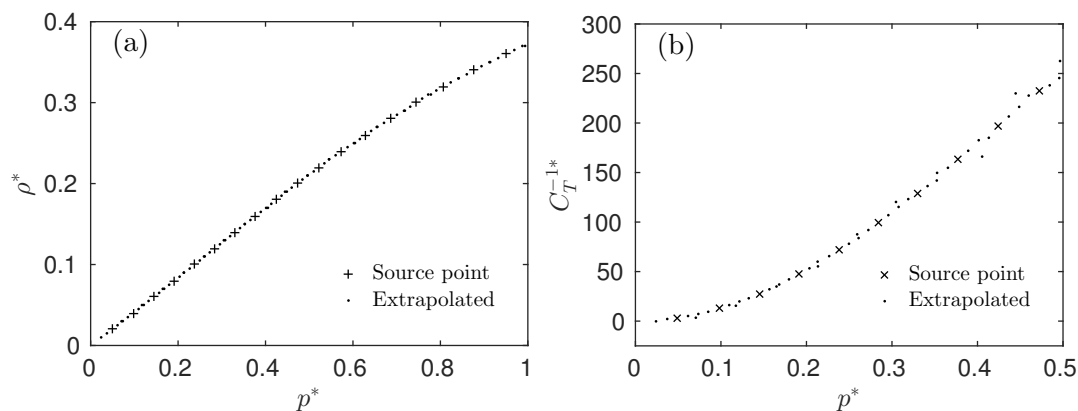 (a)
0.4
0.3
0.2
0.1
0
ρ*
+ Source point
· Extrapolated
0 0.2 0.4 0.6 0.8 1
p*
(b)
300
250
200
150
100
50
0
C_T^{-1*}
× Source point
· Extrapolated
0 0.1 0.2 0.3 0.4 0.5
p*